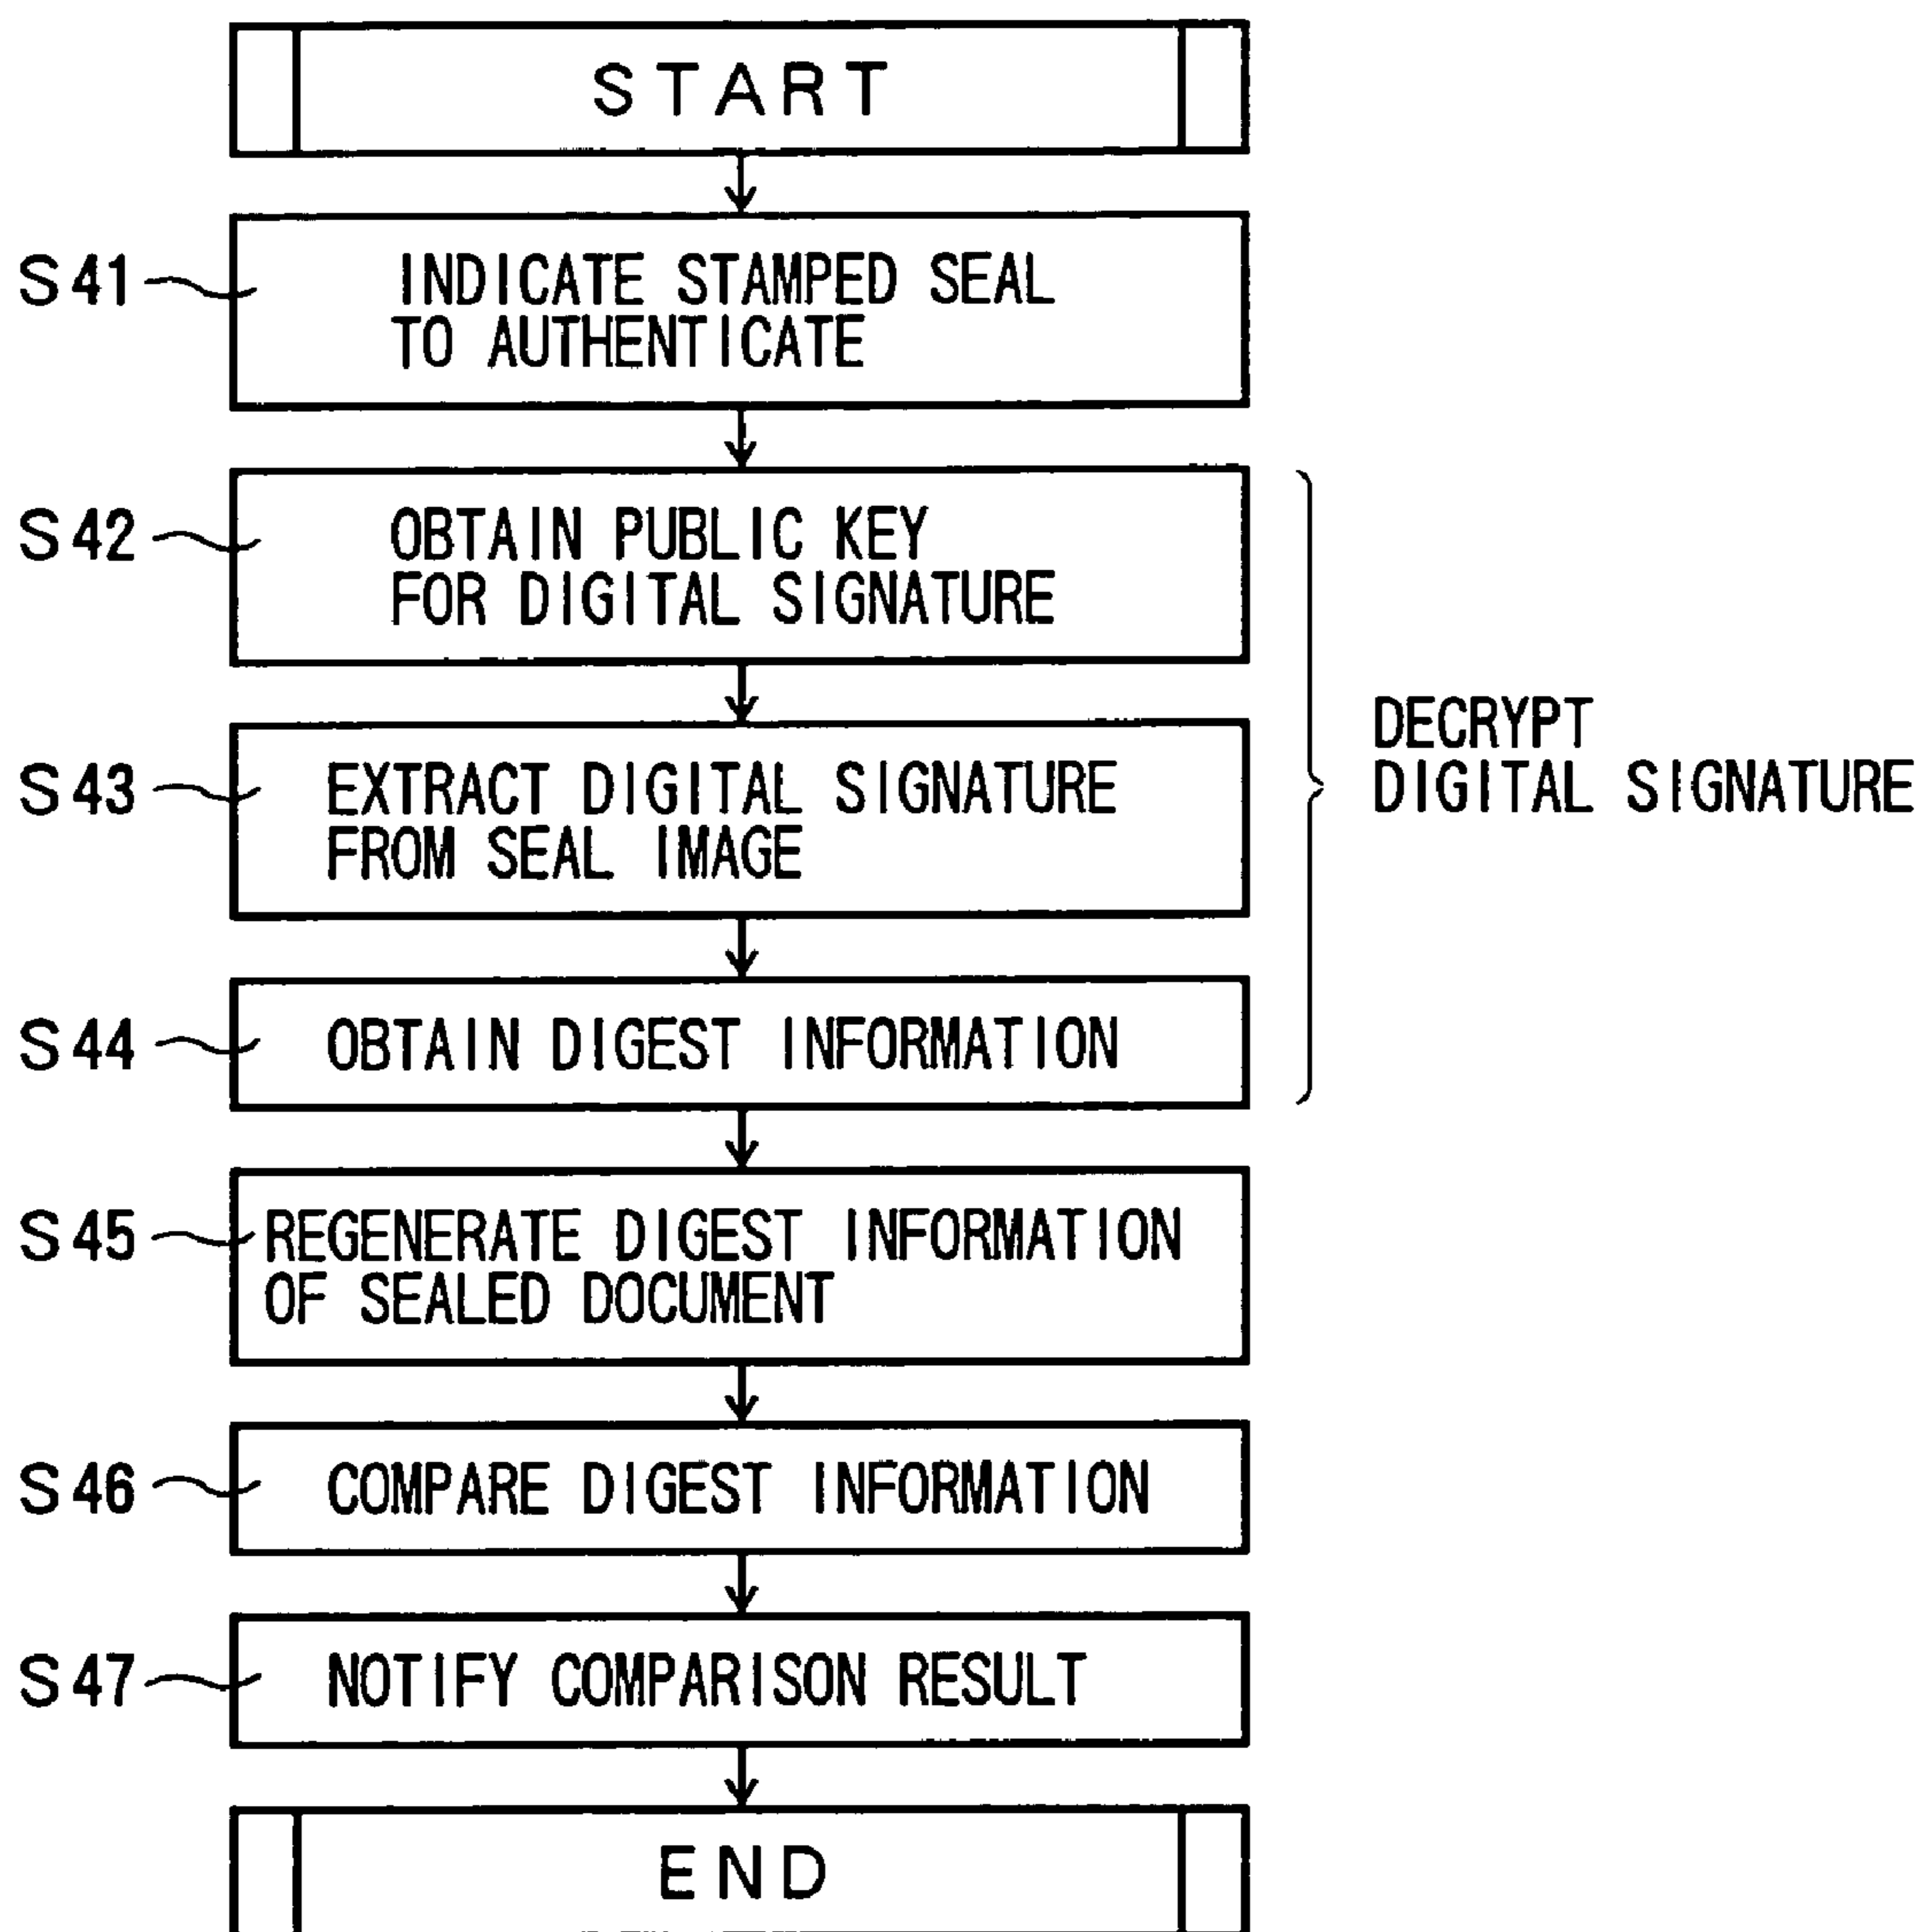 START
S41
INDICATE STAMPED SEAL
TO AUTHENTICATE
S42
OBTAIN PUBLIC KEY
FOR DIGITAL SIGNATURE
S43
EXTRACT DIGITAL SIGNATURE
FROM SEAL IMAGE
DECRYPT
DIGITAL SIGNATURE
S44
OBTAIN DIGEST INFORMATION
S45
REGENERATE DIGEST INFORMATION
OF SEALED DOCUMENT
S46
COMPARE DIGEST INFORMATION
S47
NOTIFY COMPARISON RESULT
END